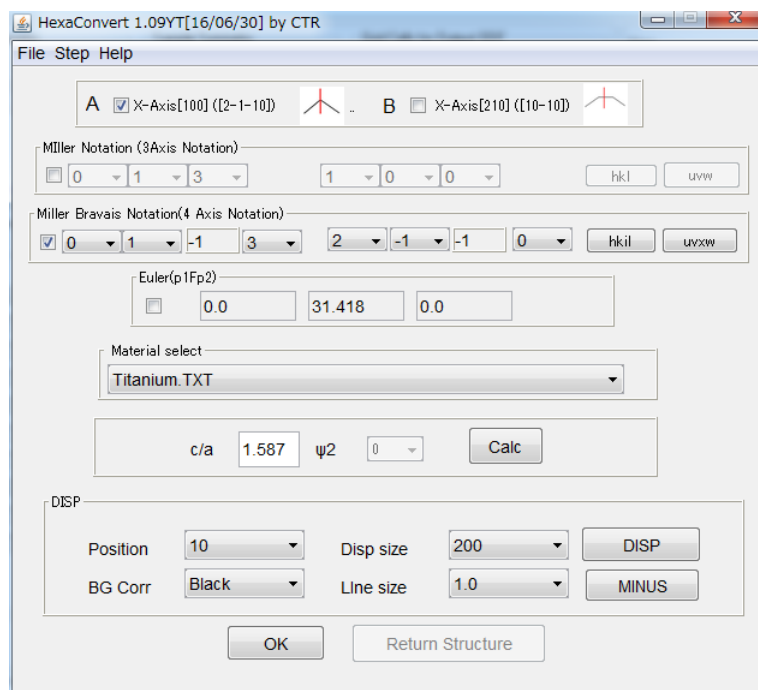 HexaConvert 1.09YT[16/06/30] by CTR
File Step Help
A X-Axis[100] ([2-1-10]) .. B X-Axis[210] ([10-10])
MIller Notation (3Axis Notation)
0 1 3 1 0 0 hkl uvw
Miller Bravais Notation(4 Axis Notation)
0 1 -1 3 2 -1 -1 0 hkil uvxw
Euler(p1Fp2)
0.0 31.418 0.0
Material select
Titanium.TXT
c/a 1.587 ψ2 0 Calc
DISP
Position 10 Disp size 200 DISP
BG Corr Black LIne size 1.0 MINUS
OK Return Structure